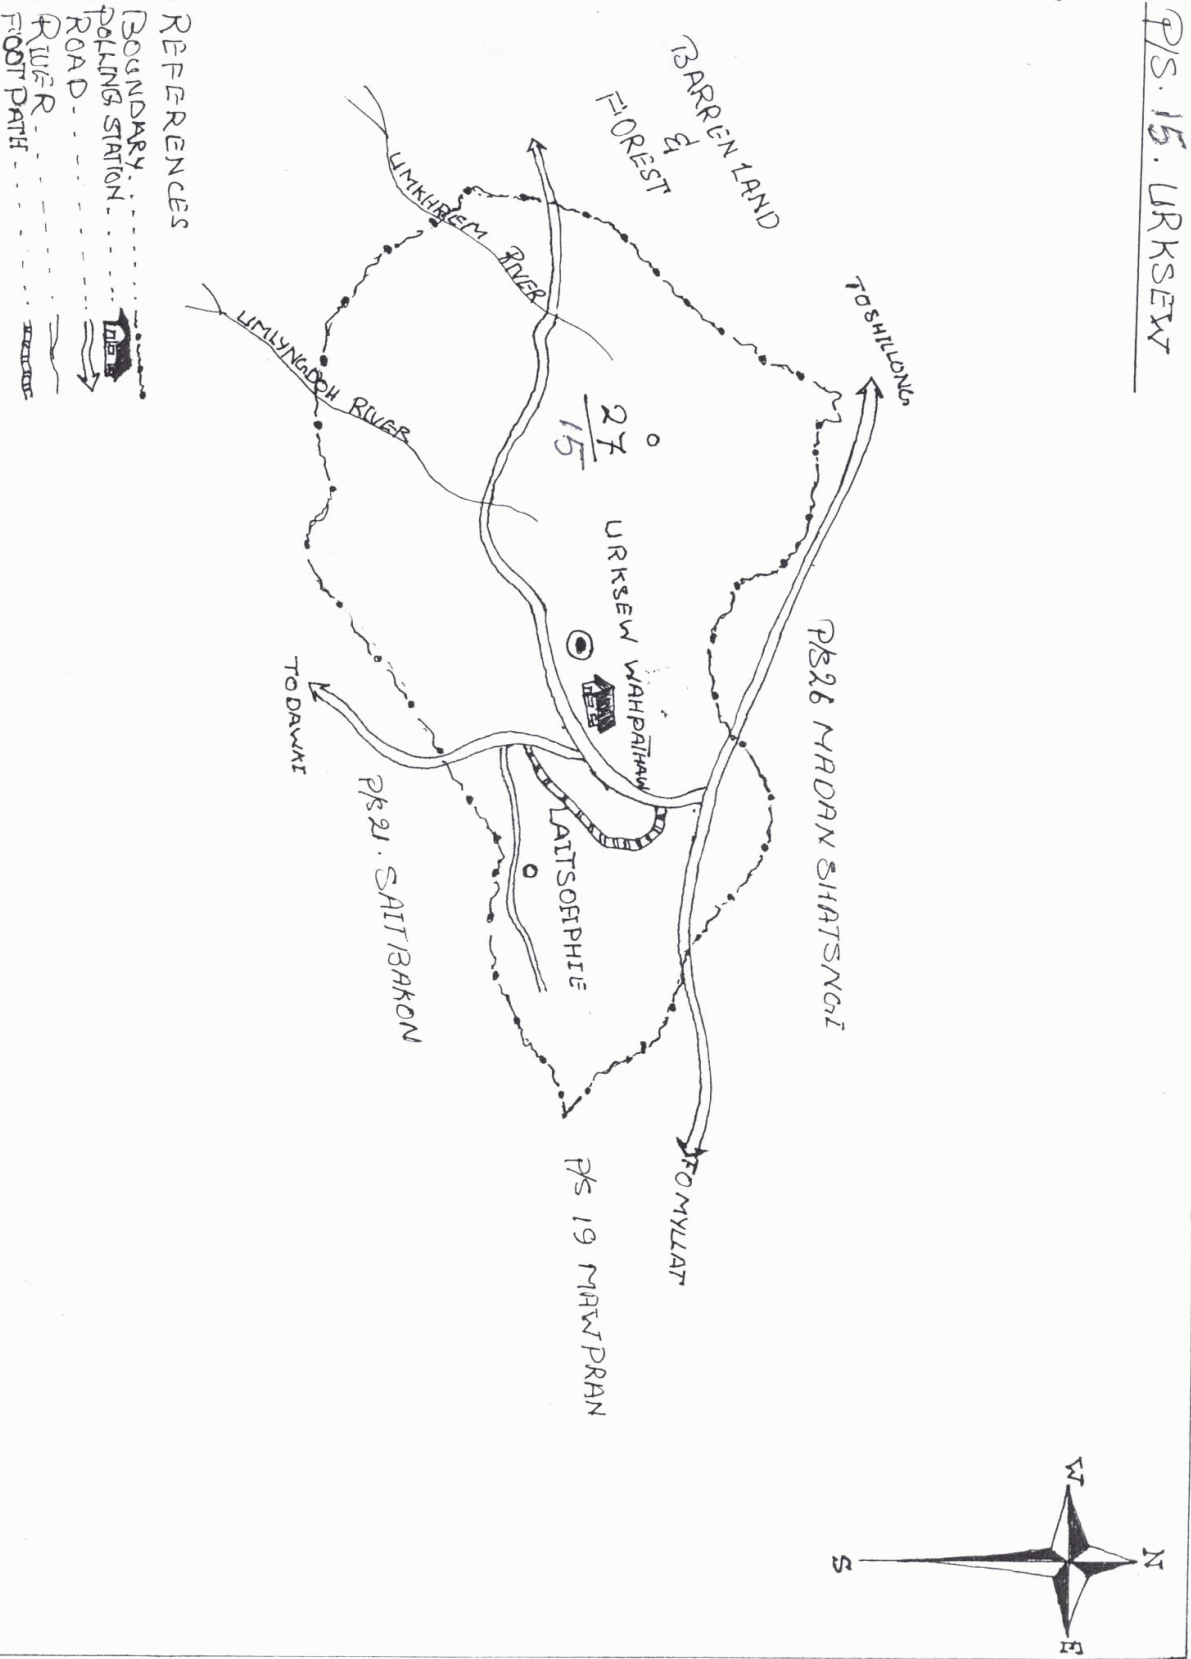 P/S. 15. URKSEW
TO SHILLONG
BARREN LAND
&
FOREST
P/S 26 MADAN SHATSNGI
UMKHREM RIVER
27
15
URKSEW WAHPATHAW
UMLYNGDOH RIVER
LAITSOHPHIE
TO MYLLIAT
P/S 19 MAWPRAN
TO DAWKI
P/S 21. SAITBAKON
N
W
E
S
REFERENCES
BOUNDARY
POLLING STATION
ROAD
RIVER
FOOT PATH